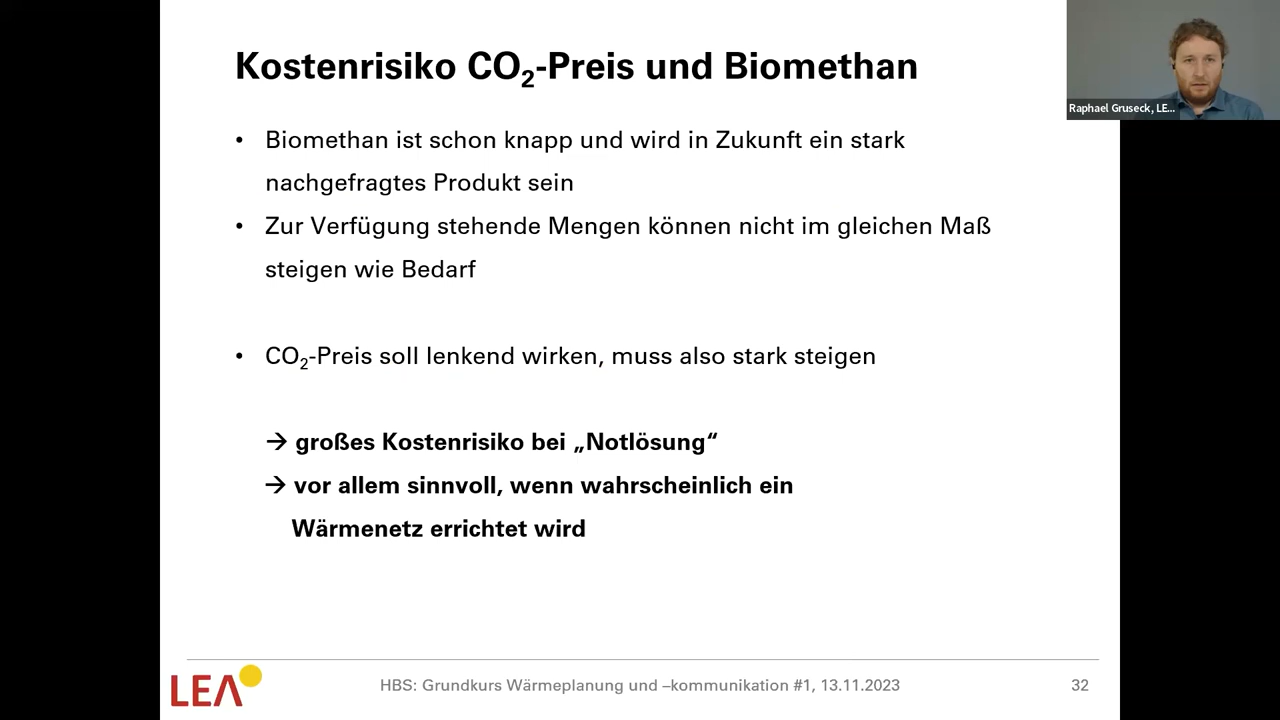 Kostenrisiko CO₂-Preis und Biomethan
Raphael Gruseck, LE...
• Biomethan ist schon knapp und wird in Zukunft ein stark
nachgefragtes Produkt sein
• Zur Verfügung stehende Mengen können nicht im gleichen Maß
steigen wie Bedarf
• CO₂-Preis soll lenkend wirken, muss also stark steigen
→ großes Kostenrisiko bei „Notlösung“
→ vor allem sinnvoll, wenn wahrscheinlich ein
Wärmenetz errichtet wird
LEA
HBS: Grundkurs Wärmeplanung und –kommunikation #1, 13.11.2023
32